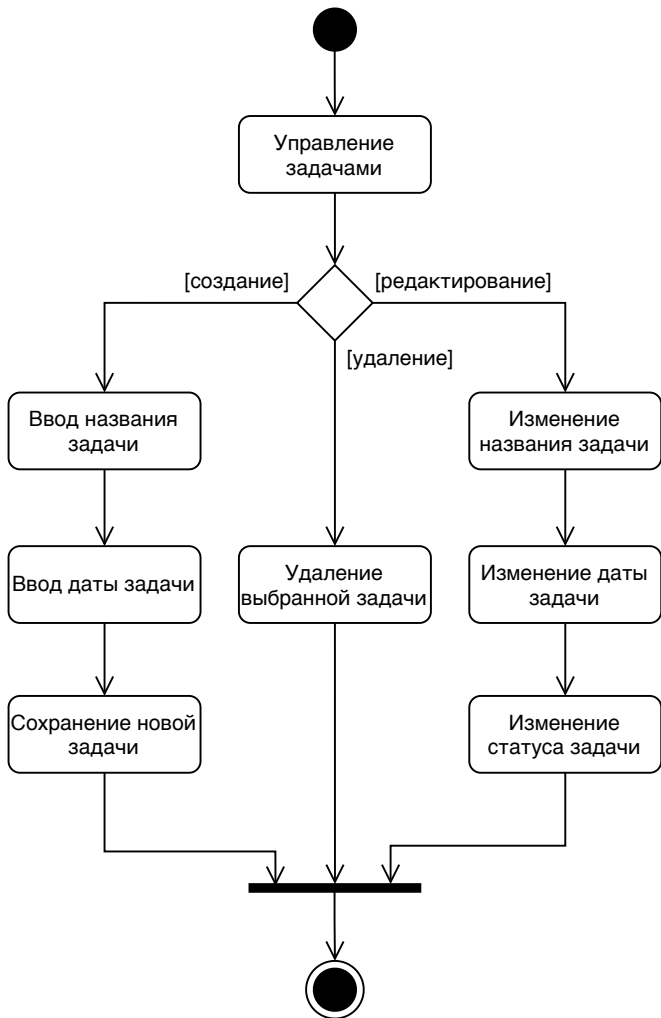 Управление
задачами
[создание]
[редактирование]
[удаление]
Ввод названия
задачи
Изменение
названия задачи
Ввод даты задачи
Удаление
выбранной задачи
Изменение даты
задачи
Сохранение новой
задачи
Изменение
статуса задачи